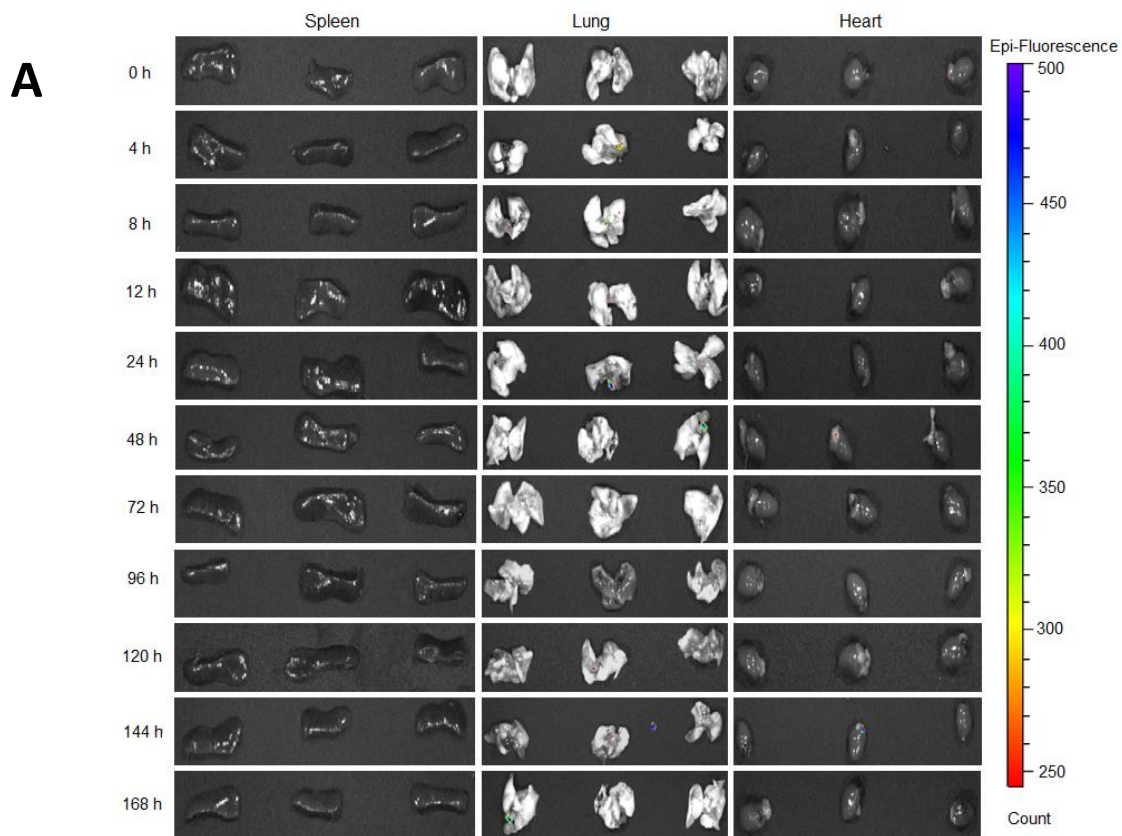 Spleen Lung Heart
A
Epi-Fluorescence
0 h
4 h
8 h
12 h
24 h
48 h
72 h
96 h
120 h
144 h
168 h
500
450
400
350
300
250
Count